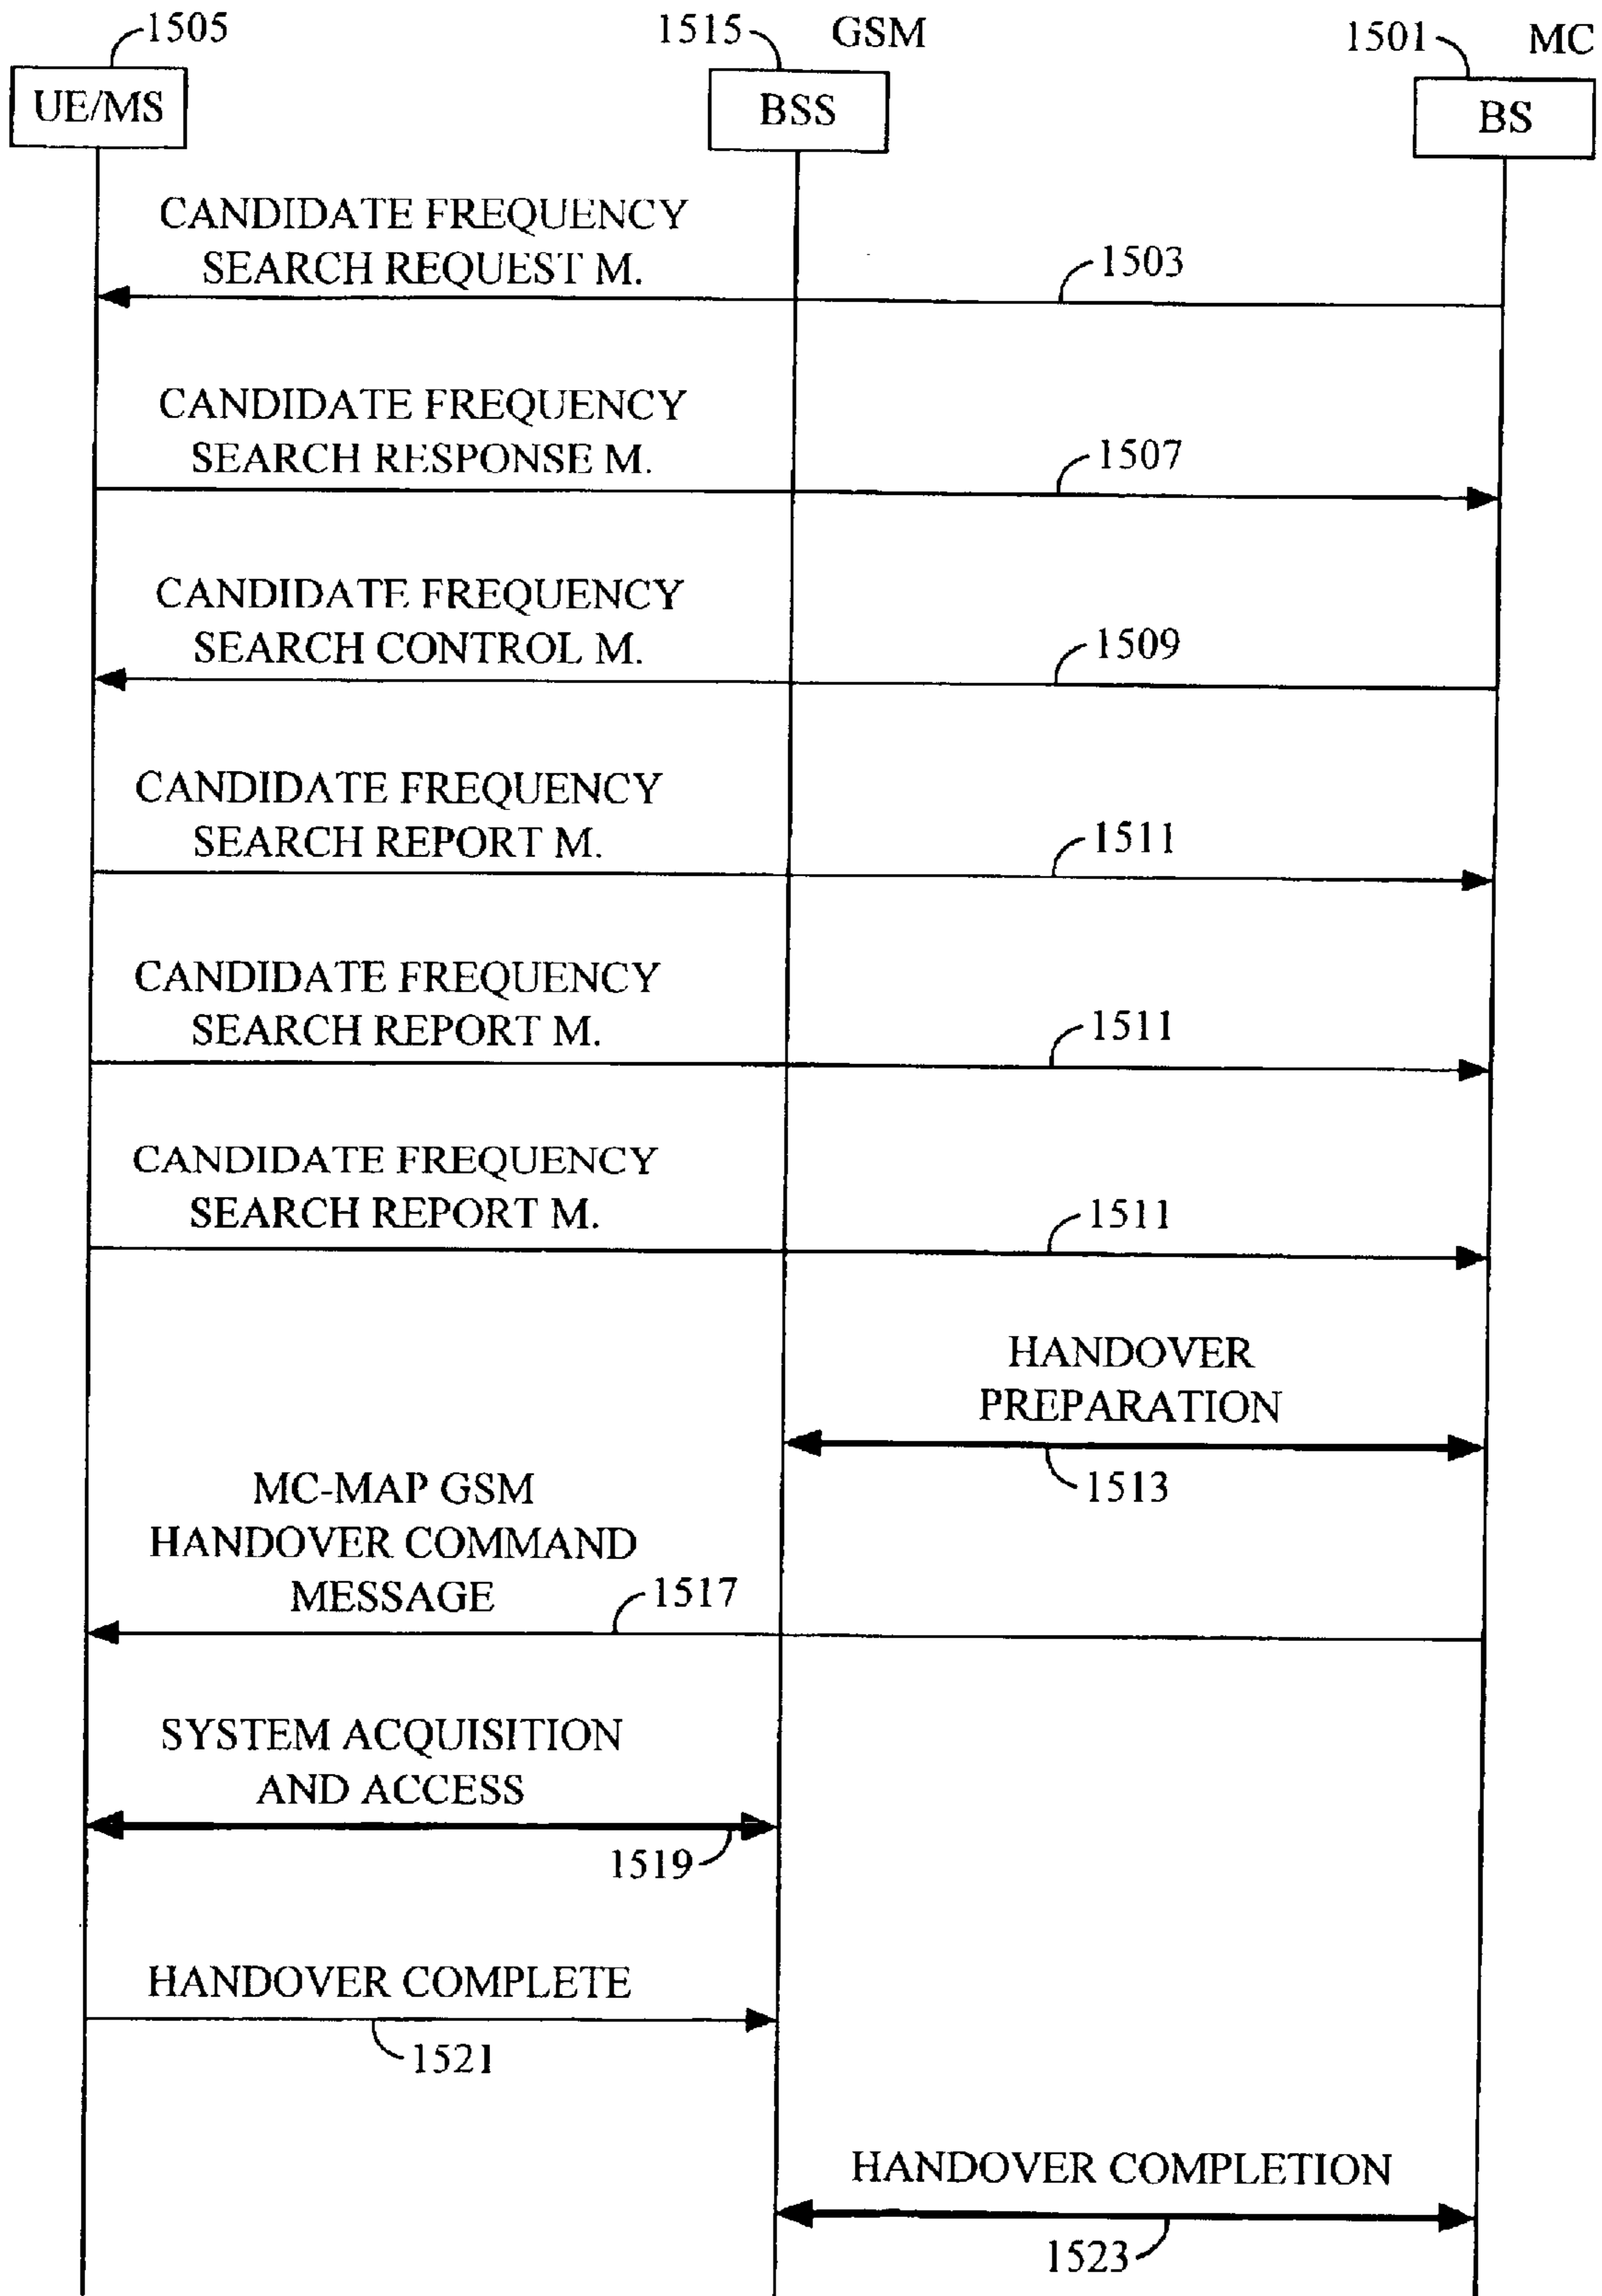 1505
1515
GSM
1501
MC
UE/MS
BSS
BS
CANDIDATE FREQUENCY
SEARCH REQUEST M.
1503
CANDIDATE FREQUENCY
SEARCH RESPONSE M.
1507
CANDIDATE FREQUENCY
SEARCH CONTROL M.
1509
CANDIDATE FREQUENCY
SEARCH REPORT M.
1511
CANDIDATE FREQUENCY
SEARCH REPORT M.
1511
CANDIDATE FREQUENCY
SEARCH REPORT M.
1511
HANDOVER
PREPARATION
1513
MC-MAP GSM
HANDOVER COMMAND
MESSAGE
1517
SYSTEM ACQUISITION
AND ACCESS
1519
HANDOVER COMPLETE
1521
HANDOVER COMPLETION
1523